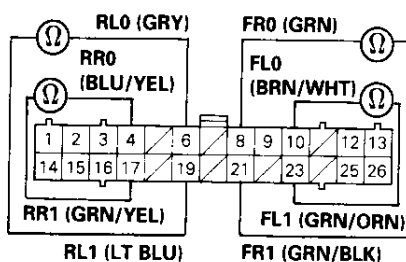 RL0 (GRY)
FR0 (GRN)
Ω
Ω
RR0
(BLU/YEL)
FL0
(BRN/WHT)
Ω
Ω
1 2 3 4 6 8 9 10 12 13
14 15 16 17 19 21 23 25 26
RR1 (GRN/YEL)
FL1 (GRN/ORN)
RL1 (LT BLU)
FR1 (GRN/BLK)